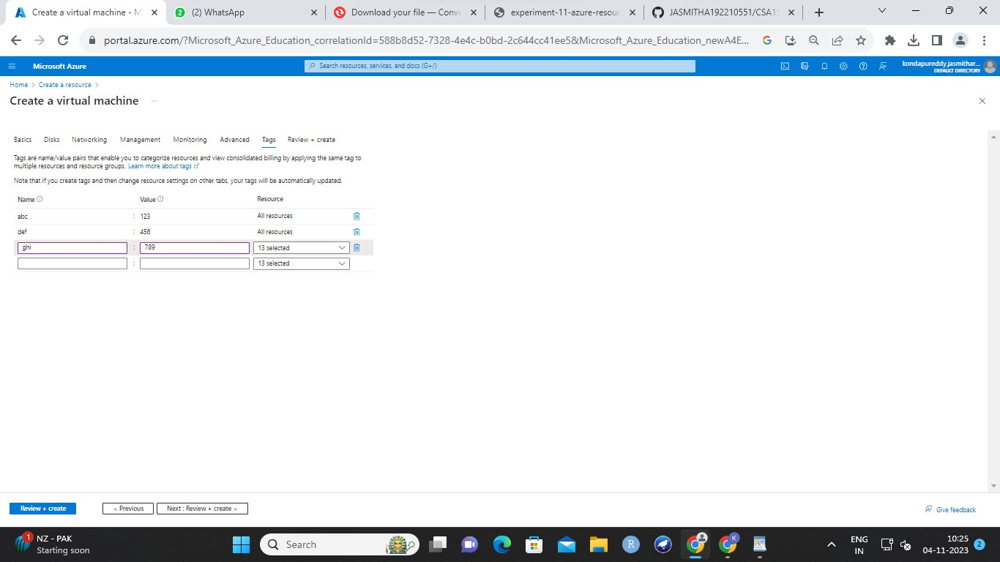 Create a virtual machine - M
(2) WhatsApp
Download your file — Conve
experiment-11-azure-resour
JASMITHA192210551/CSA1
portal.azure.com/?Microsoft_Azure_Education_correlationId=588b8d52-7328-4e4c-b0bd-2c644cc41ee5&Microsoft_Azure_Education_newA4E...
Microsoft Azure
Search resources, services, and docs (G+/)
kondapureddy.jasmithar...
DEFAULT DIRECTORY
Home > Create a resource >
Create a virtual machine ...
Basics Disks Networking Management Monitoring Advanced Tags Review + create
Tags are name/value pairs that enable you to categorize resources and view consolidated billing by applying the same tag to
multiple resources and resource groups. Learn more about tags
Note that if you create tags and then change resource settings on other tabs, your tags will be automatically updated.
Name Value Resource
abc : 123 All resources
def : 456 All resources
ghi : 789 13 selected
: 13 selected
Review + create < Previous Next : Review + create > Give feedback
1 NZ - PAK
Starting soon
Search
R
K
ENG
IN
10:25
04-11-2023
2